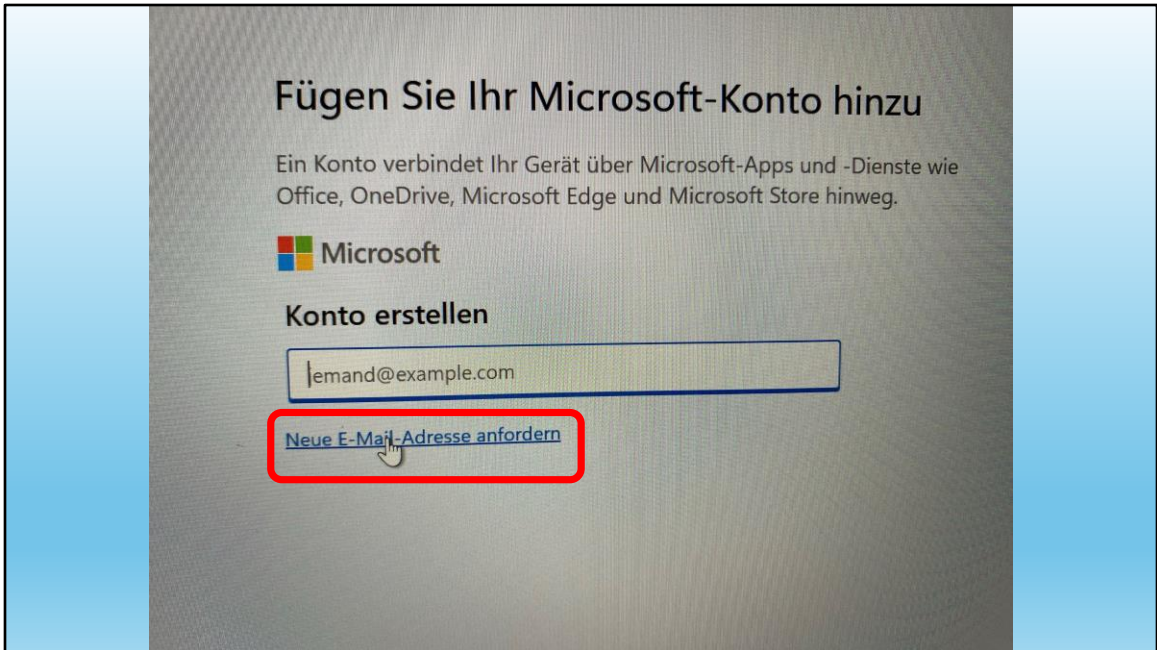 Fügen Sie Ihr Microsoft-Konto hinzu
Ein Konto verbindet Ihr Gerät über Microsoft-Apps und -Dienste wie
Office, OneDrive, Microsoft Edge und Microsoft Store hinweg.
Microsoft
Konto erstellen
jemand@example.com
Neue E-Mail-Adresse anfordern